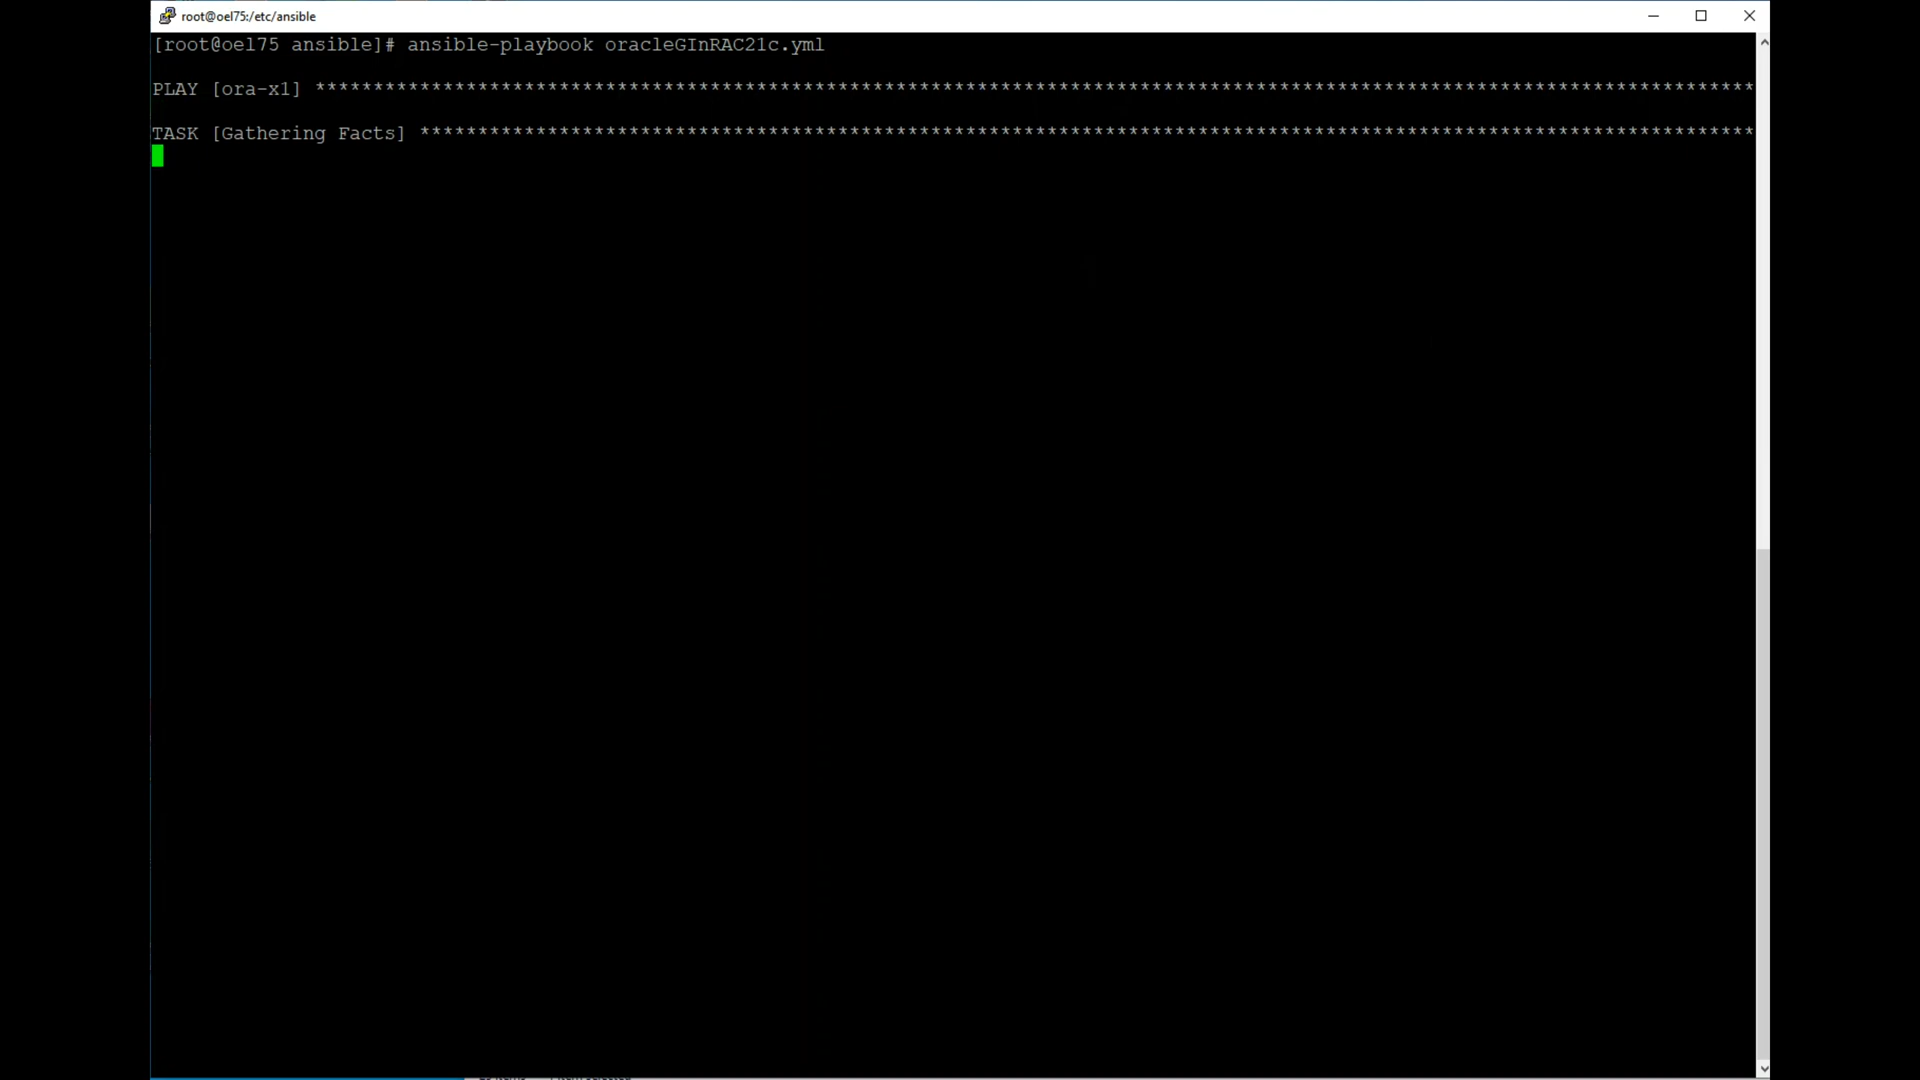 root@oel75:/etc/ansible
[root@oel75 ansible]# ansible-playbook oracleGInRAC21c.yml
PLAY [ora-x1] ****************************************************************************************************************************
TASK [Gathering Facts] *******************************************************************************************************************